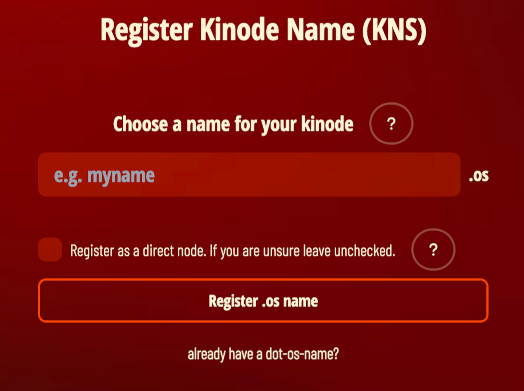 Register Kinode Name (KNS)
Choose a name for your kinode ?
e.g. myname .os
Register as a direct node. If you are unsure leave unchecked. ?
Register .os name
already have a dot-os-name?